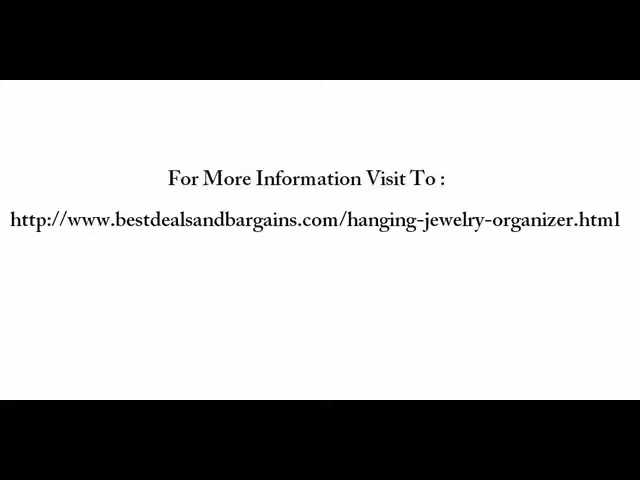 For More Information Visit To :
http://www.bestdealsandbargains.com/hanging-jewelry-organizer.html